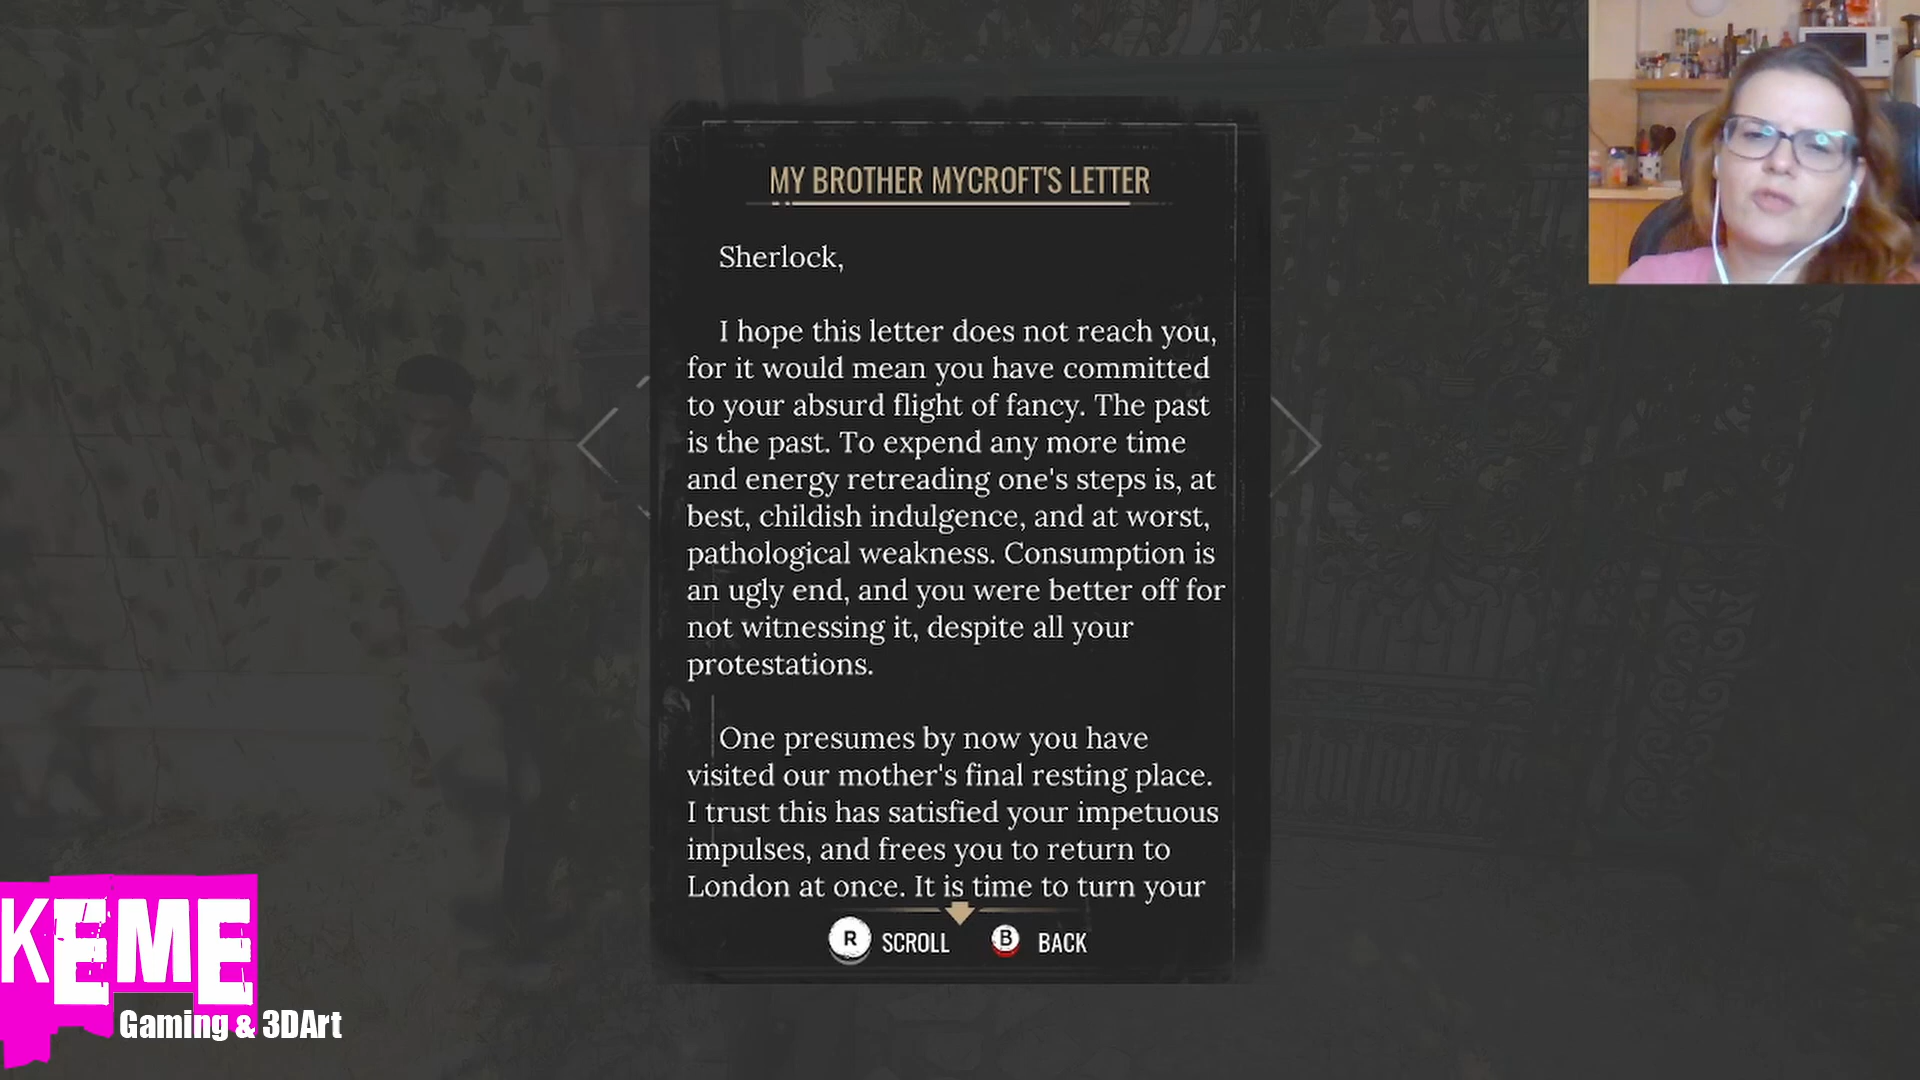 MY BROTHER MYCROFT'S LETTER
Sherlock,
I hope this letter does not reach you,
for it would mean you have committed
to your absurd flight of fancy. The past
is the past. To expend any more time
and energy retreading one's steps is, at
best, childish indulgence, and at worst,
pathological weakness. Consumption is
an ugly end, and you were better off for
not witnessing it, despite all your
protestations.
One presumes by now you have
visited our mother's final resting place.
I trust this has satisfied your impetuous
impulses, and frees you to return to
London at once. It is time to turn your
R SCROLL B BACK
KEME
Gaming & 3DArt